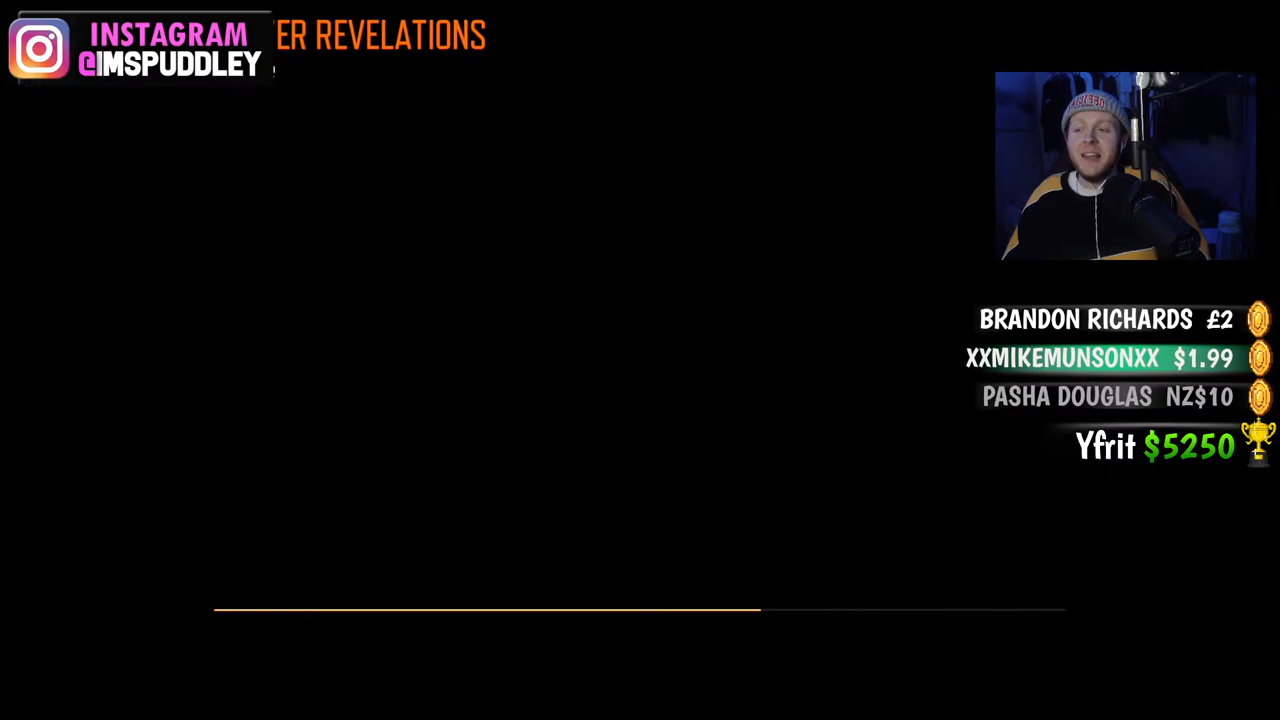 INSTAGRAM
@IMSPUDDLEY
ER REVELATIONS
BRANDON RICHARDS £2
XXMIKEMUNSONXX $1.99
PASHA DOUGLAS NZ$10
Yfrit $5250